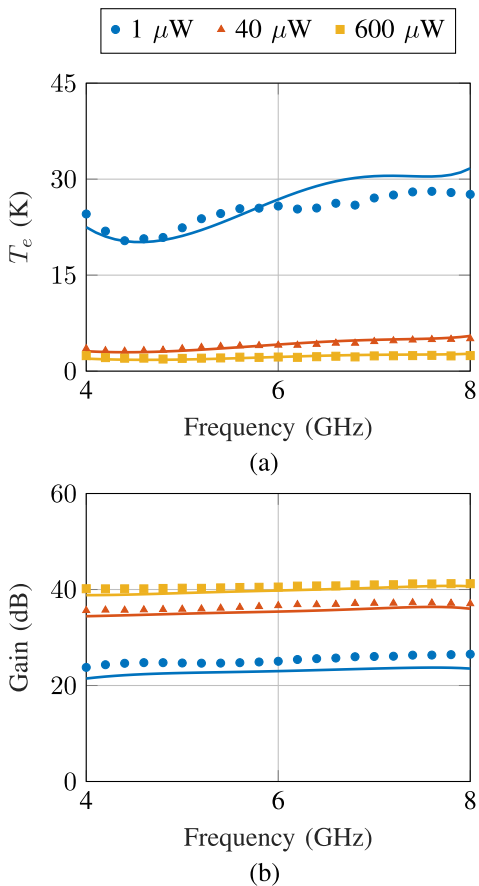 1 μW 40 μW 600 μW
45
30
15
0
T_e (K)
4 6 8
Frequency (GHz)
(a)
60
40
20
0
Gain (dB)
4 6 8
Frequency (GHz)
(b)